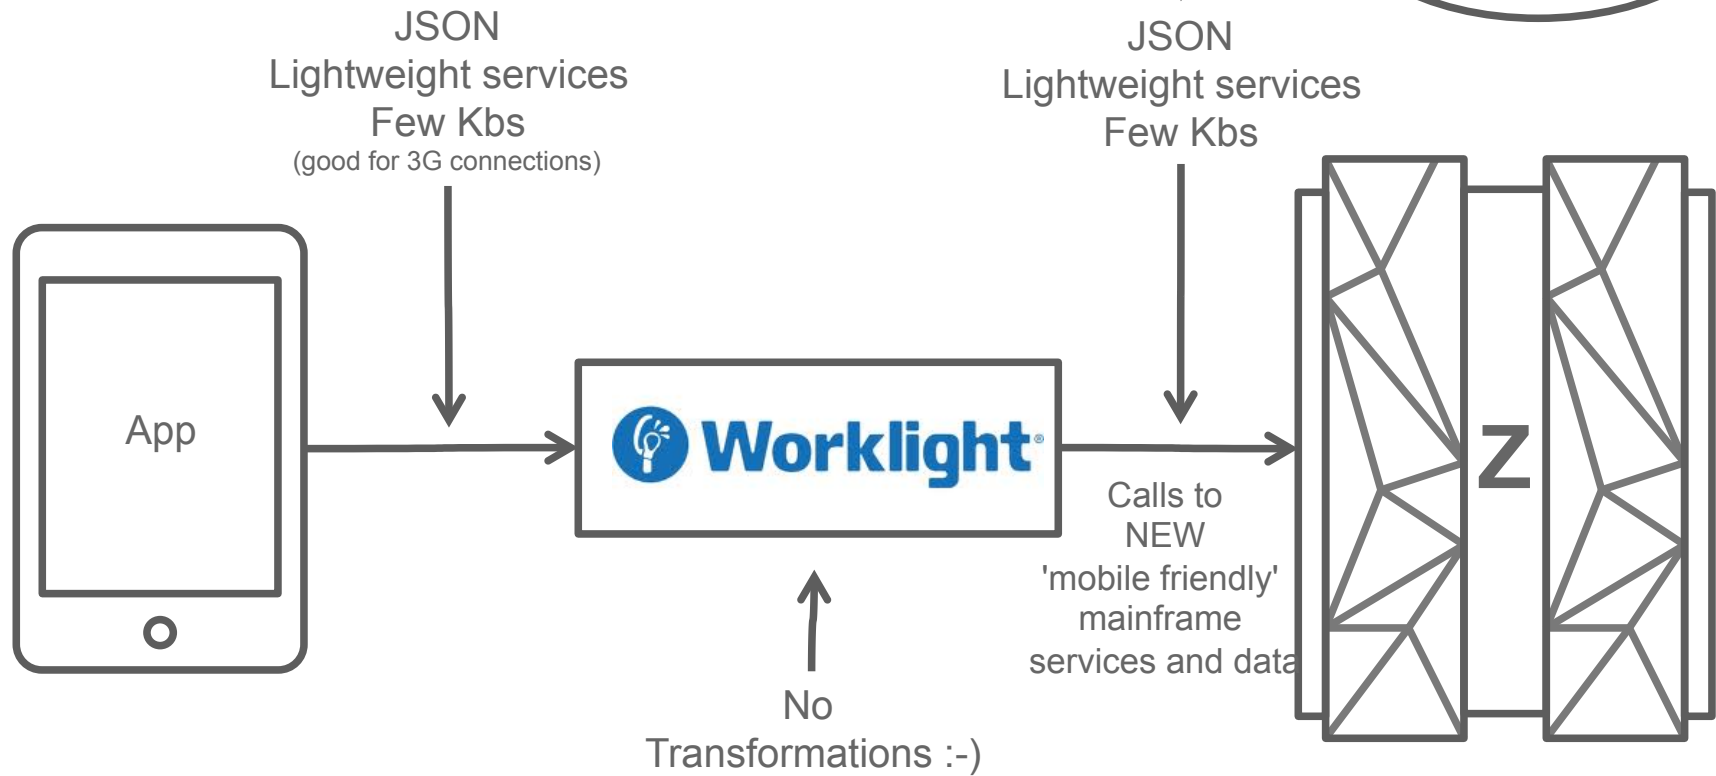 JSON
Lightweight services
Few Kbs
(good for 3G connections)
JSON
Lightweight services
Few Kbs
App
Worklight®
Z
Calls to
NEW
'mobile friendly'
mainframe
services and data
No
Transformations :-)